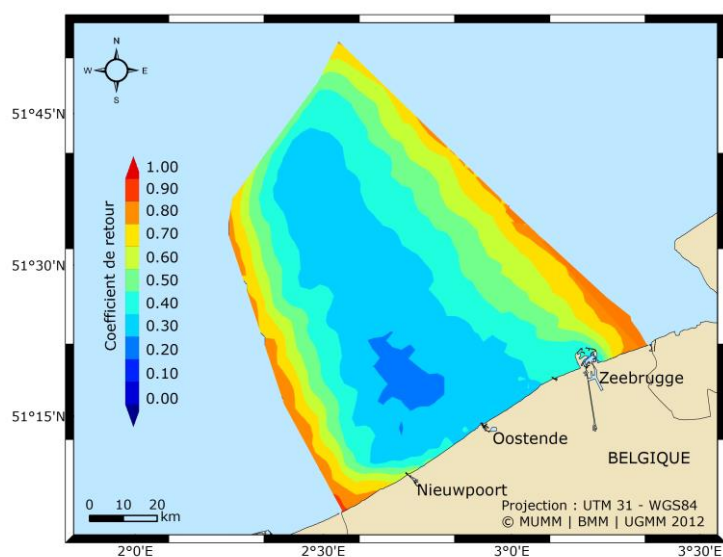 N
W E
S
51°45'N
51°30'N
51°15'N
Coefficient de retour
1.00
0.90
0.80
0.70
0.60
0.50
0.40
0.30
0.20
0.10
0.00
Zeebrugge
Oostende
BELGIQUE
Nieuwpoort
0 10 20
km
Projection : UTM 31 - WGS84
© MUMM | BMM | UGMM 2012
2°0'E 2°30'E 3°0'E 3°30'E